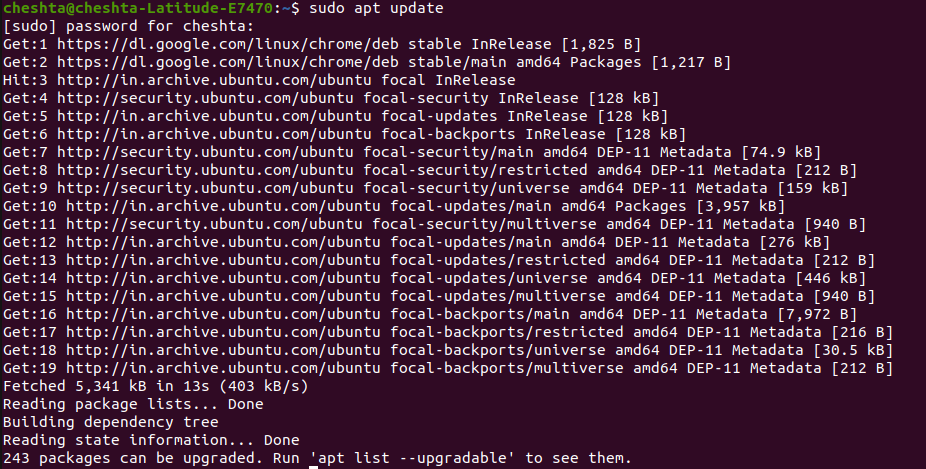 cheshta@cheshta-Latitude-E7470:~$ sudo apt update
[sudo] password for cheshta:
Get:1 https://dl.google.com/linux/chrome/deb stable InRelease [1,825 B]
Get:2 https://dl.google.com/linux/chrome/deb stable/main amd64 Packages [1,217 B]
Hit:3 http://in.archive.ubuntu.com/ubuntu focal InRelease
Get:4 http://security.ubuntu.com/ubuntu focal-security InRelease [128 kB]
Get:5 http://in.archive.ubuntu.com/ubuntu focal-updates InRelease [128 kB]
Get:6 http://in.archive.ubuntu.com/ubuntu focal-backports InRelease [128 kB]
Get:7 http://security.ubuntu.com/ubuntu focal-security/main amd64 DEP-11 Metadata [74.9 kB]
Get:8 http://security.ubuntu.com/ubuntu focal-security/restricted amd64 DEP-11 Metadata [212 B]
Get:9 http://security.ubuntu.com/ubuntu focal-security/universe amd64 DEP-11 Metadata [159 kB]
Get:10 http://in.archive.ubuntu.com/ubuntu focal-updates/main amd64 Packages [3,957 kB]
Get:11 http://security.ubuntu.com/ubuntu focal-security/multiverse amd64 DEP-11 Metadata [940 B]
Get:12 http://in.archive.ubuntu.com/ubuntu focal-updates/main amd64 DEP-11 Metadata [276 kB]
Get:13 http://in.archive.ubuntu.com/ubuntu focal-updates/restricted amd64 DEP-11 Metadata [212 B]
Get:14 http://in.archive.ubuntu.com/ubuntu focal-updates/universe amd64 DEP-11 Metadata [446 kB]
Get:15 http://in.archive.ubuntu.com/ubuntu focal-updates/multiverse amd64 DEP-11 Metadata [940 B]
Get:16 http://in.archive.ubuntu.com/ubuntu focal-backports/main amd64 DEP-11 Metadata [7,972 B]
Get:17 http://in.archive.ubuntu.com/ubuntu focal-backports/restricted amd64 DEP-11 Metadata [216 B]
Get:18 http://in.archive.ubuntu.com/ubuntu focal-backports/universe amd64 DEP-11 Metadata [30.5 kB]
Get:19 http://in.archive.ubuntu.com/ubuntu focal-backports/multiverse amd64 DEP-11 Metadata [212 B]
Fetched 5,341 kB in 13s (403 kB/s)
Reading package lists... Done
Building dependency tree
Reading state information... Done
243 packages can be upgraded. Run 'apt list --upgradable' to see them.